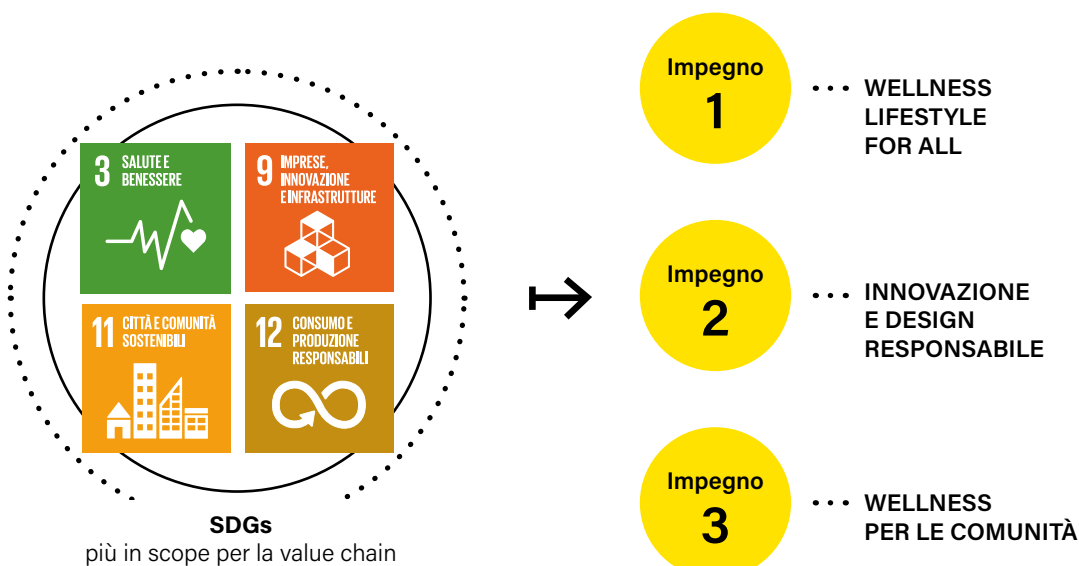 3 SALUTE E
BENESSERE
9 IMPRESE,
INNOVAZIONE
E INFRASTRUTTURE
11 CITTÀ E COMUNITÀ
SOSTENIBILI
12 CONSUMO E
PRODUZIONE
RESPONSABILI
SDGs
più in scope per la value chain
Impegno
1
WELLNESS
LIFESTYLE
FOR ALL
Impegno
2
INNOVAZIONE
E DESIGN
RESPONSABILE
Impegno
3
WELLNESS
PER LE COMUNITÀ